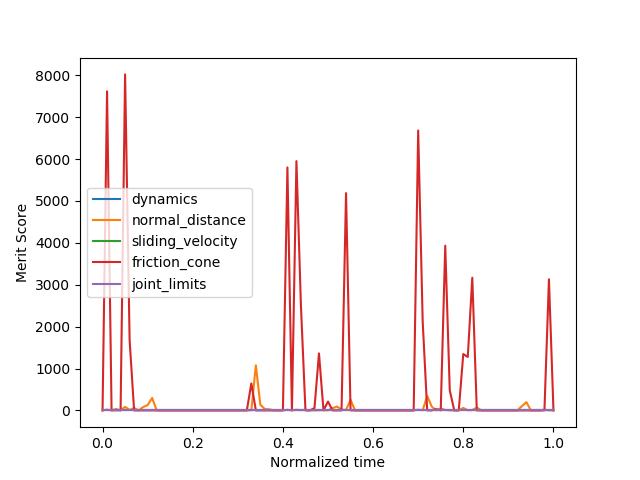 8000
7000
6000
5000
4000
3000
2000
1000
0
Merit Score
dynamics
normal_distance
sliding_velocity
friction_cone
joint_limits
0.0 0.2 0.4 0.6 0.8 1.0
Normalized time